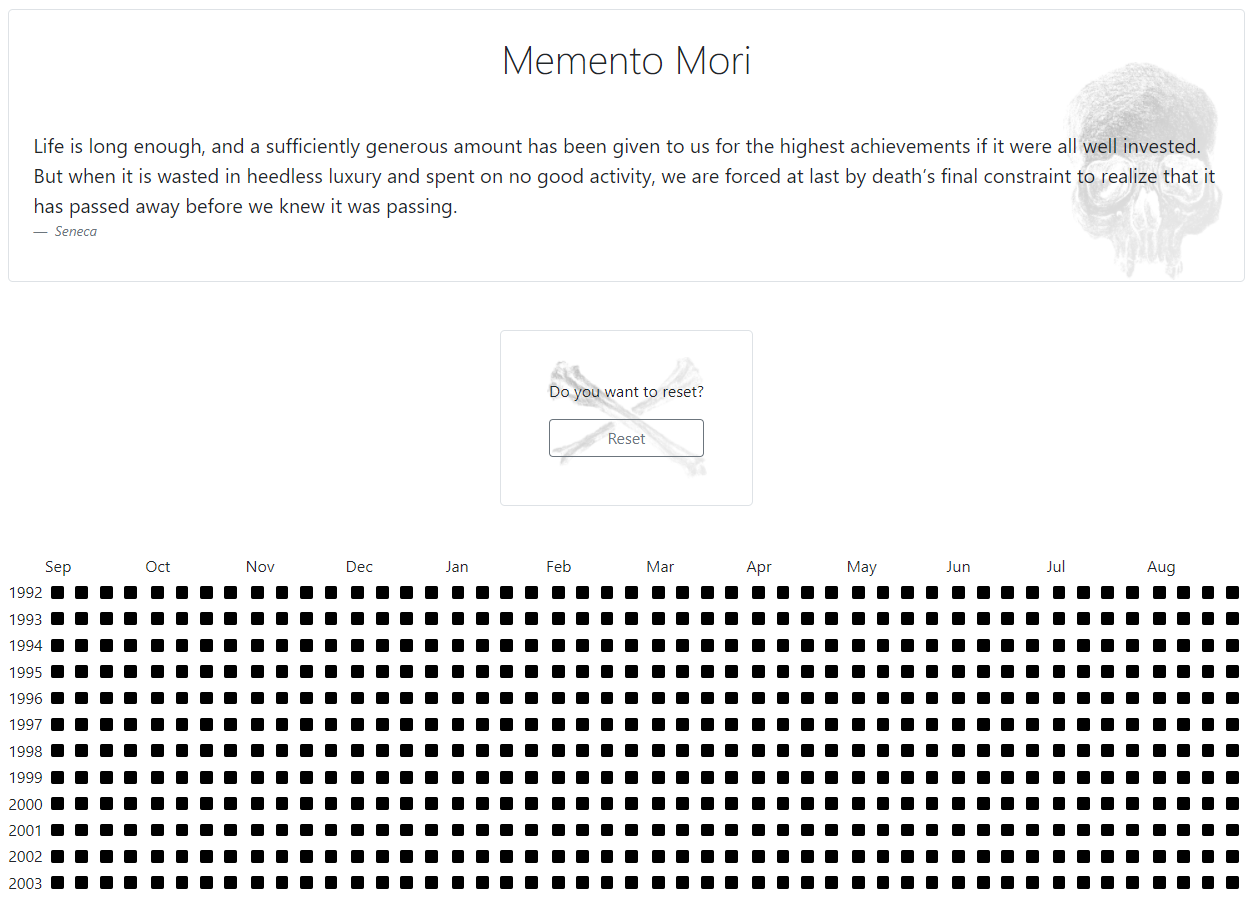 Memento Mori
Life is long enough, and a sufficiently generous amount has been given to us for the highest achievements if it were all well invested.
But when it is wasted in heedless luxury and spent on no good activity, we are forced at last by death’s final constraint to realize that it
has passed away before we knew it was passing.
— Seneca
Do you want to reset?
Reset
Sep Oct Nov Dec Jan Feb Mar Apr May Jun Jul Aug
1992
1993
1994
1995
1996
1997
1998
1999
2000
2001
2002
2003